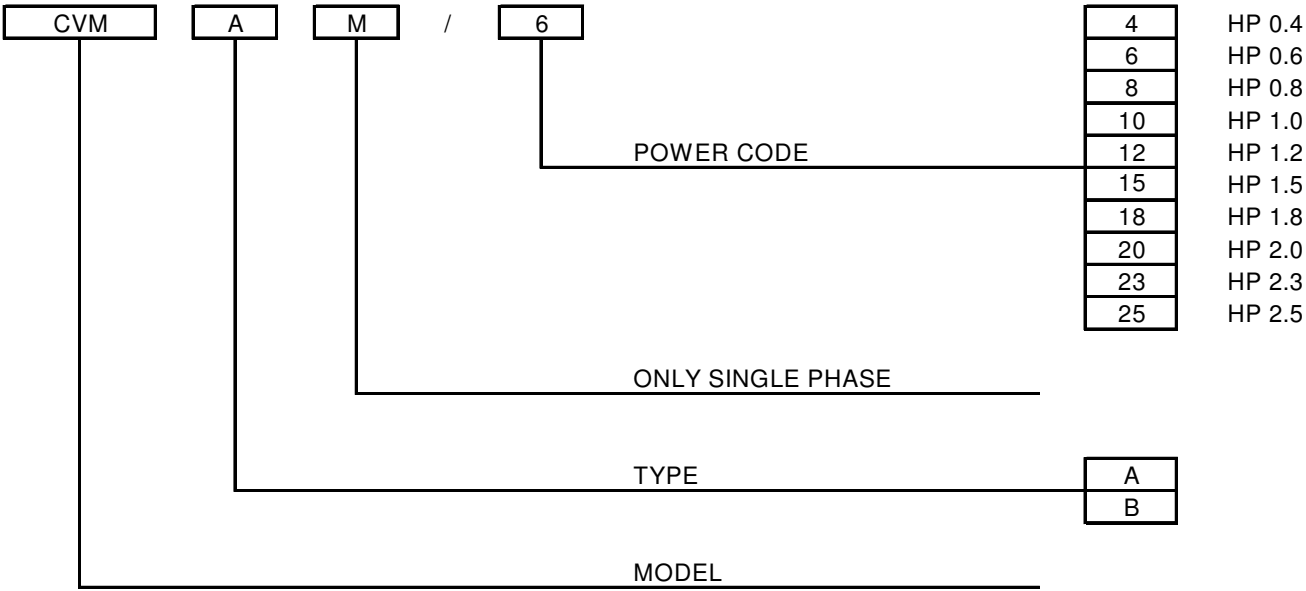 CVM A M / 6 4 HP 0.4
6 HP 0.6
8 HP 0.8
10 HP 1.0
POWER CODE 12 HP 1.2
15 HP 1.5
18 HP 1.8
20 HP 2.0
23 HP 2.3
25 HP 2.5
ONLY SINGLE PHASE
TYPE A
B
MODEL